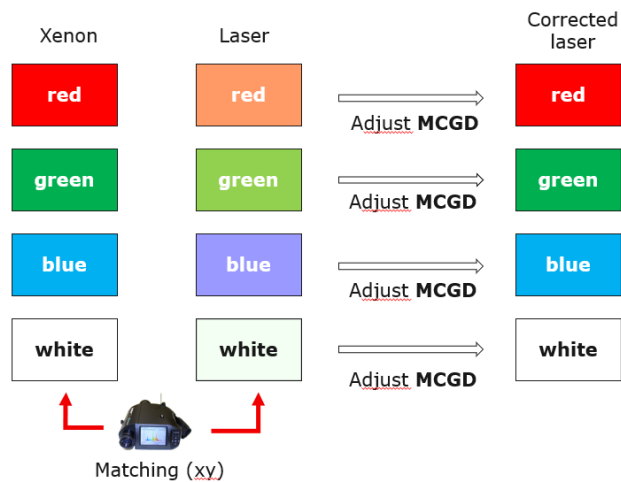 Xenon
Laser
Corrected
laser
red
red
Adjust MCGD
red
green
green
Adjust MCGD
green
blue
blue
Adjust MCGD
blue
white
white
Adjust MCGD
white
Matching (xy)